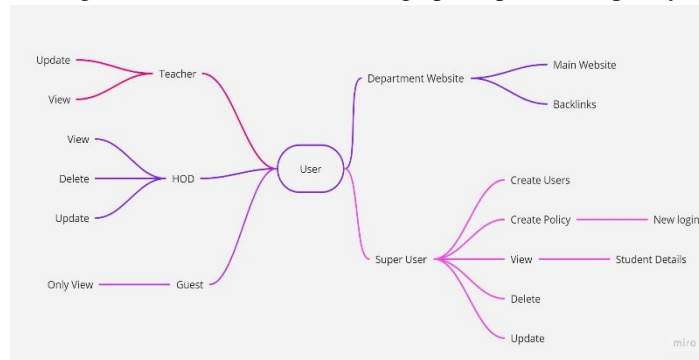 Update
Teacher
View
View
Delete
HOD
Update
Only View
Guest
User
Department Website
Main Website
Backlinks
Super User
Create Users
Create Policy
New login
View
Student Details
Delete
Update
miro